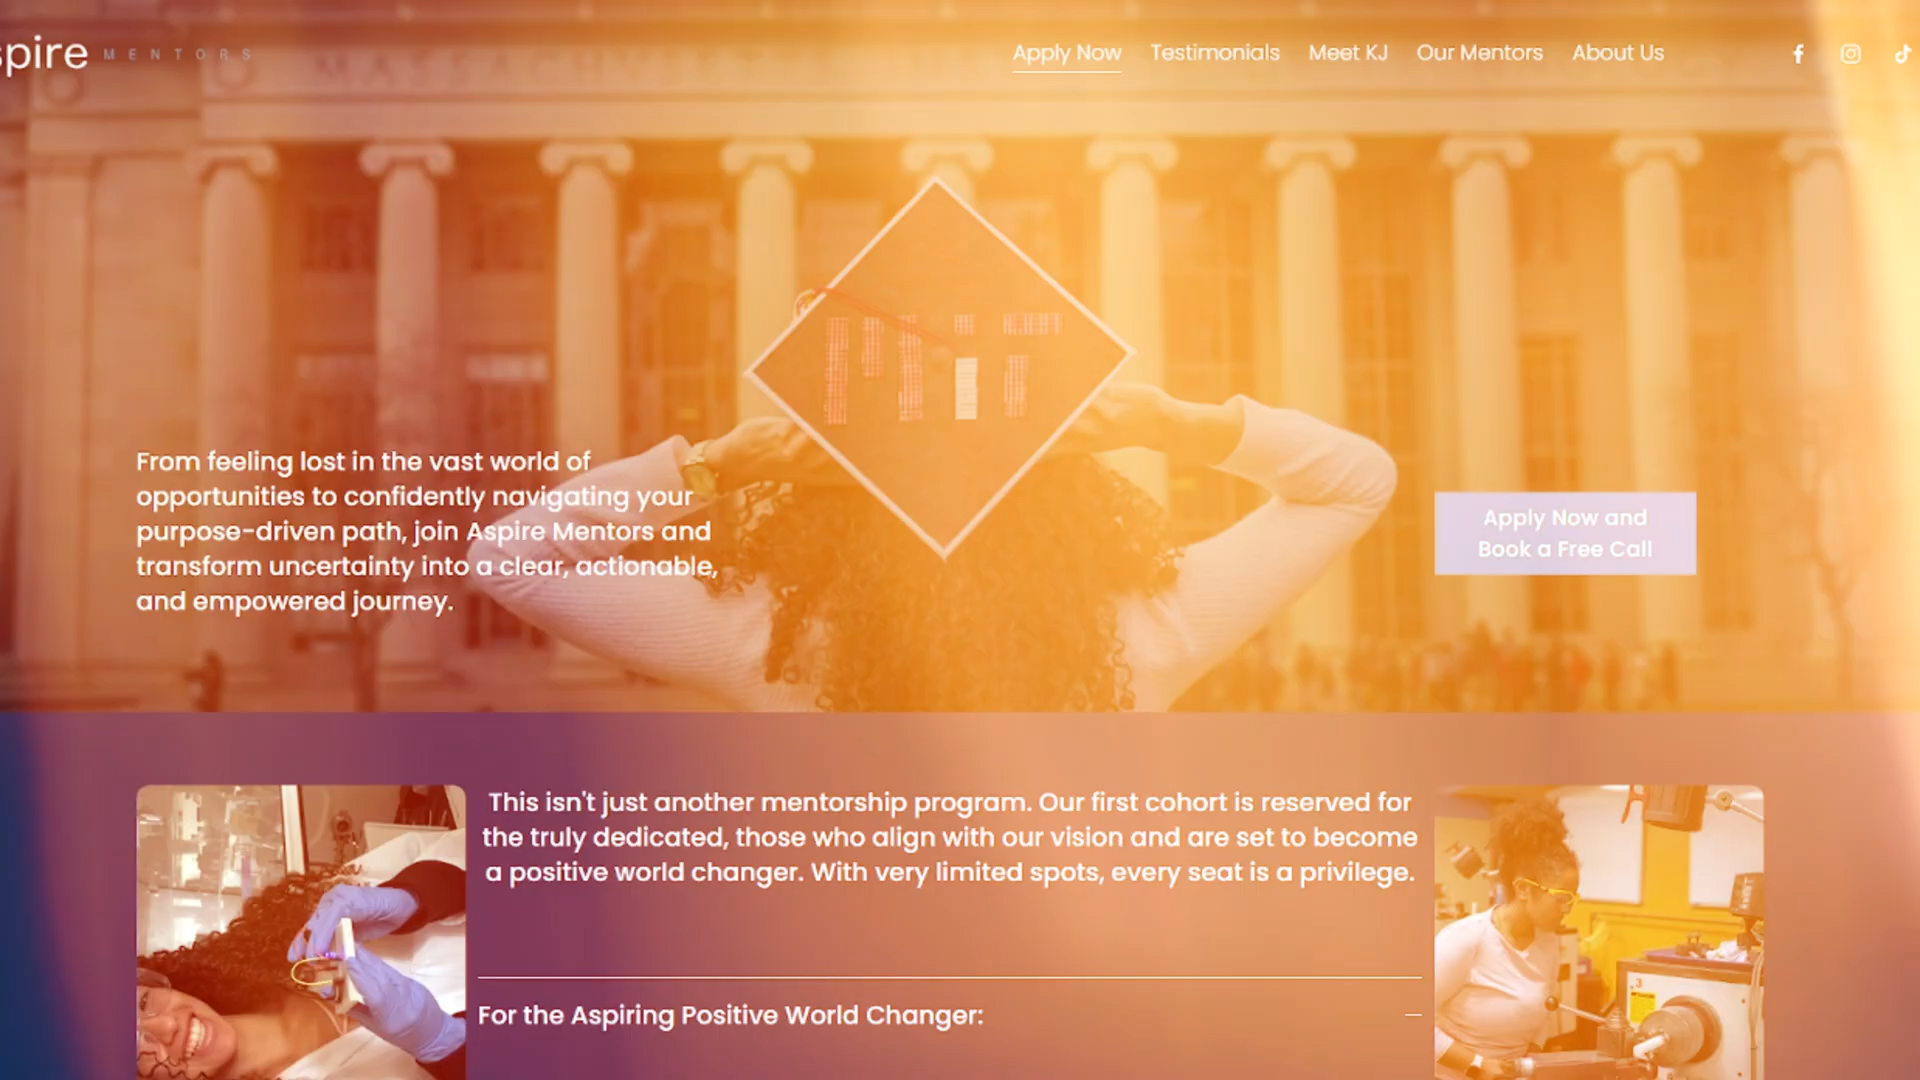 spire MENTORS
Apply Now Testimonials Meet KJ Our Mentors About Us
From feeling lost in the vast world of
opportunities to confidently navigating your
purpose-driven path, join Aspire Mentors and
transform uncertainty into a clear, actionable,
and empowered journey.
Apply Now and
Book a Free Call
This isn't just another mentorship program. Our first cohort is reserved for
the truly dedicated, those who align with our vision and are set to become
a positive world changer. With very limited spots, every seat is a privilege.
For the Aspiring Positive World Changer: